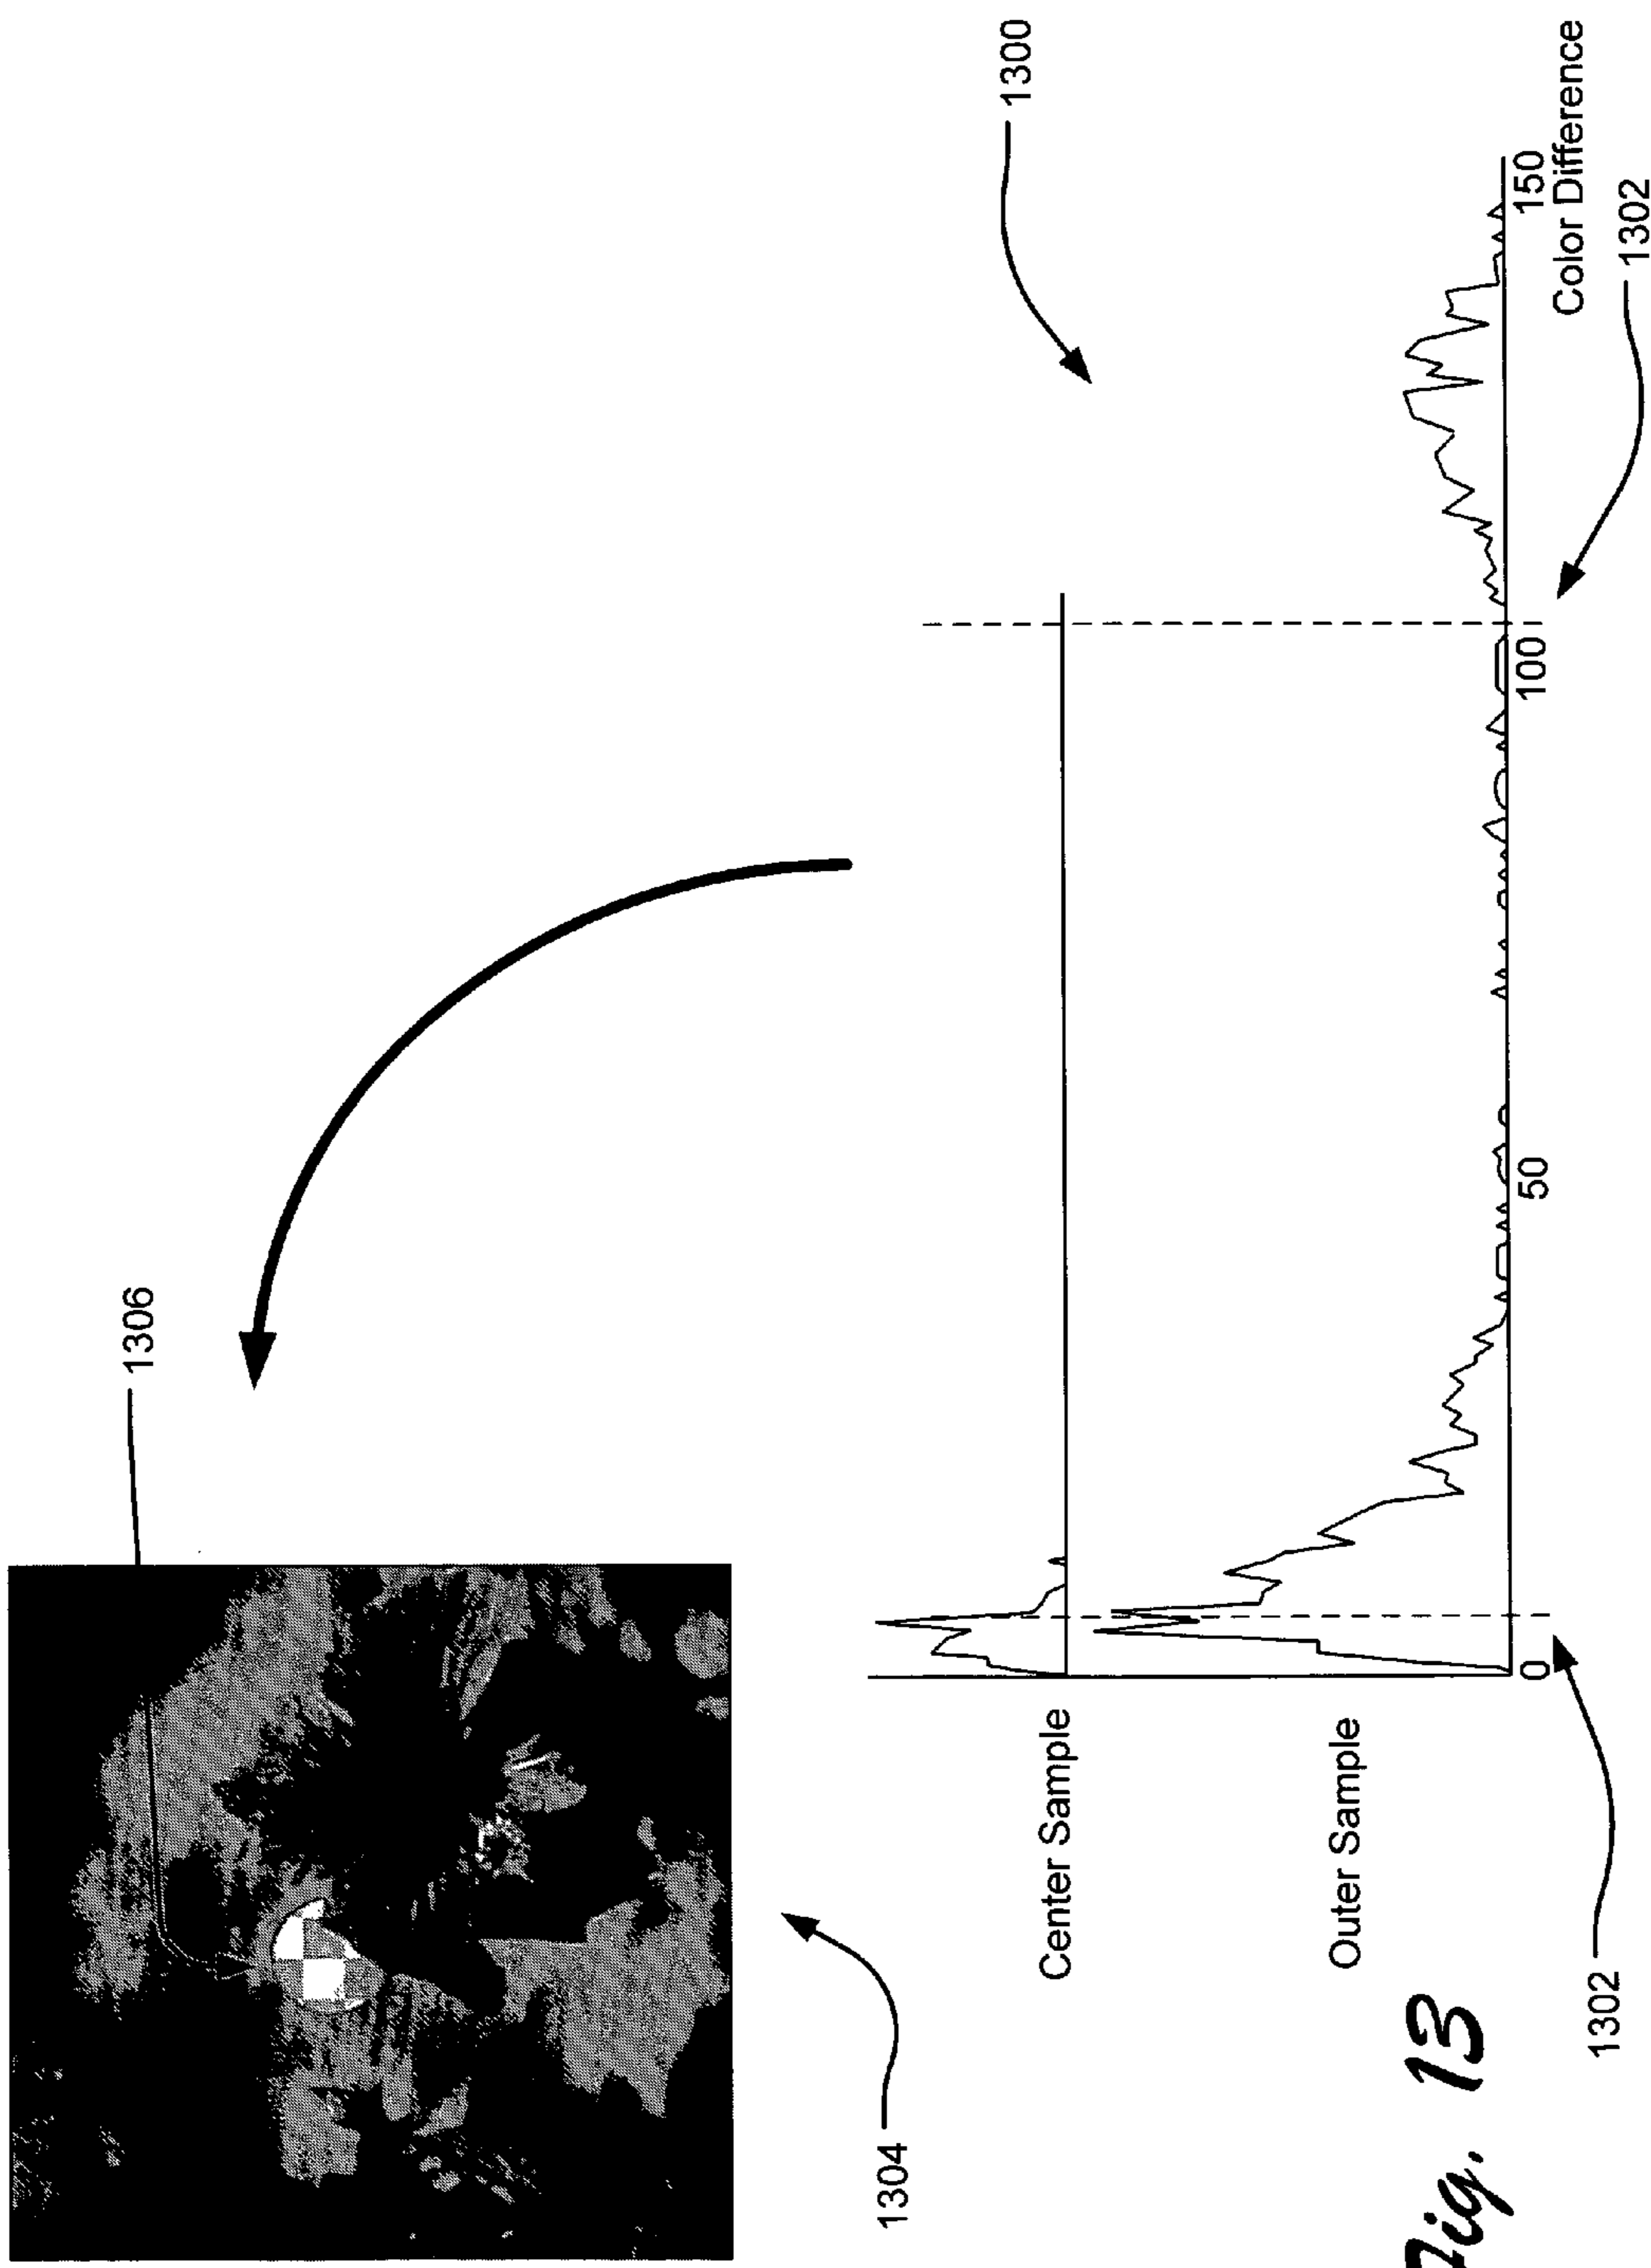 1306
1304
1300
Center Sample
Outer Sample
0
50
100
150
Color Difference
1302
1302
Fig. 13